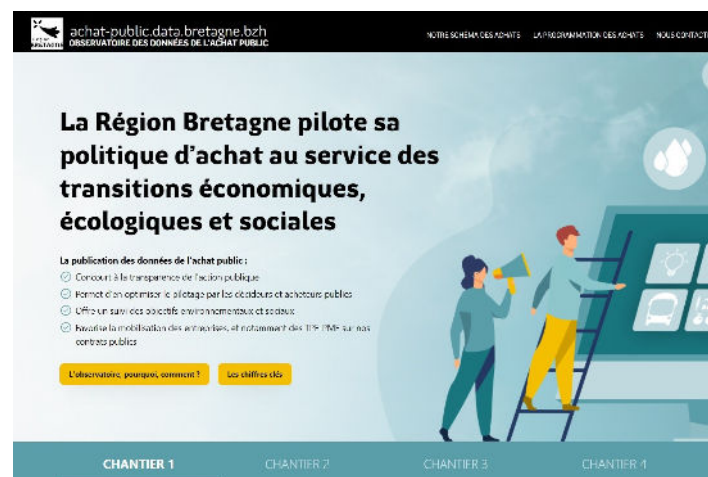 achat-public.data.bretagne.bzh
OBSERVATOIRE DES DONNÉES DE L'ACHAT PUBLIC
BRETAGNE
NOTRE SCHÉMA DES ACHATS LA PROGRAMMATION DES ACHATS NOUS CONTACT
La Région Bretagne pilote sa
politique d'achat au service des
transitions économiques,
écologiques et sociales
La publication des données de l'achat public :
Concourt à la transparence de l'action publique
Permet d'en optimiser le pilotage par les décideurs et acheteurs publics
Offre un suivi des objectifs environnementaux et sociaux
Favorise la mobilisation des entreprises, et notamment des TPE PME sur nos
contrats publics
L'observatoire, pourquoi, comment ? Les chiffres clés
CHANTIER 1 CHANTIER 2 CHANTIER 3 CHANTIER 4